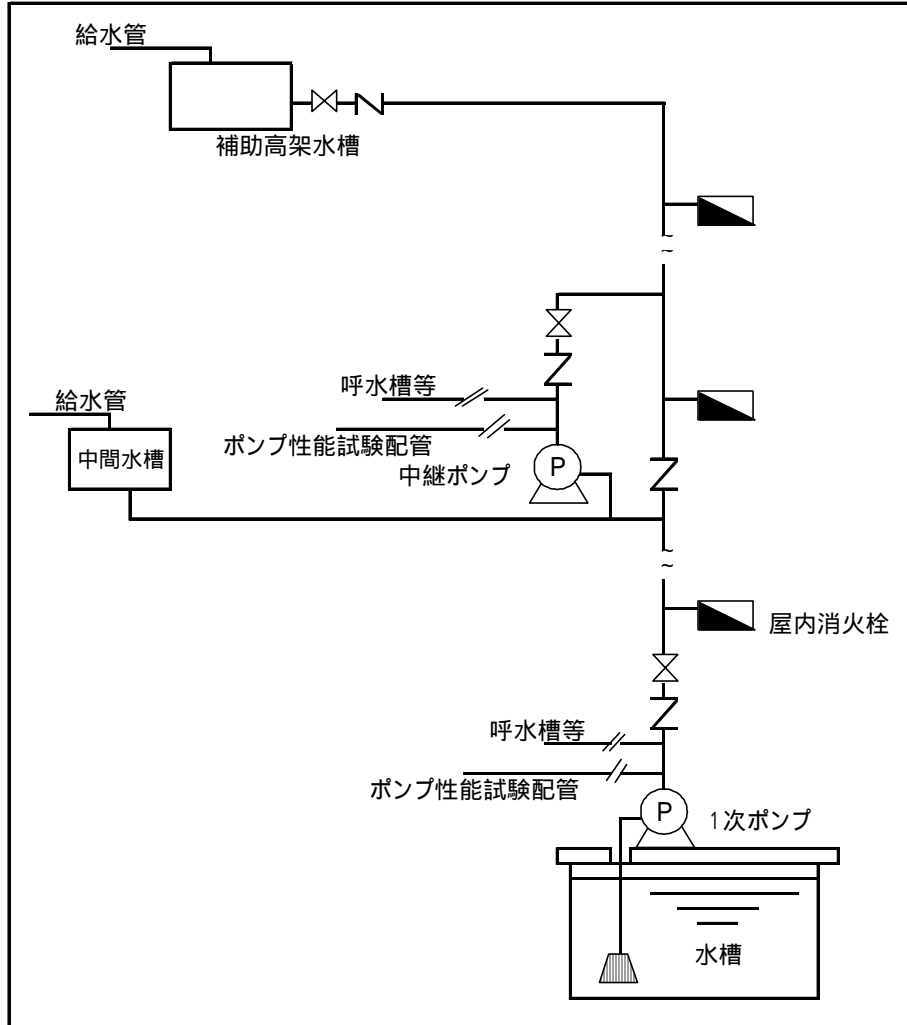 給水管
補助高架水槽
呼水槽等
給水管
ポンプ性能試験配管
中間水槽
中継ポンプ
P
屋内消火栓
呼水槽等
ポンプ性能試験配管
P
1次ポンプ
水槽